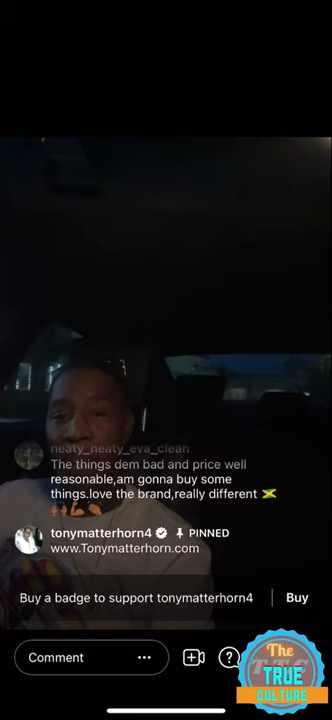 neaty_neaty_eva_clean
The things dem bad and price well
reasonable,am gonna buy some
things.love the brand,really different 🇯🇲
🙌🏾💪🏾👌🏾
tonymatterhorn4 PINNED
www.Tonymatterhorn.com
Buy a badge to support tonymatterhorn4 Buy
Comment
The
TRUE
CULTURE